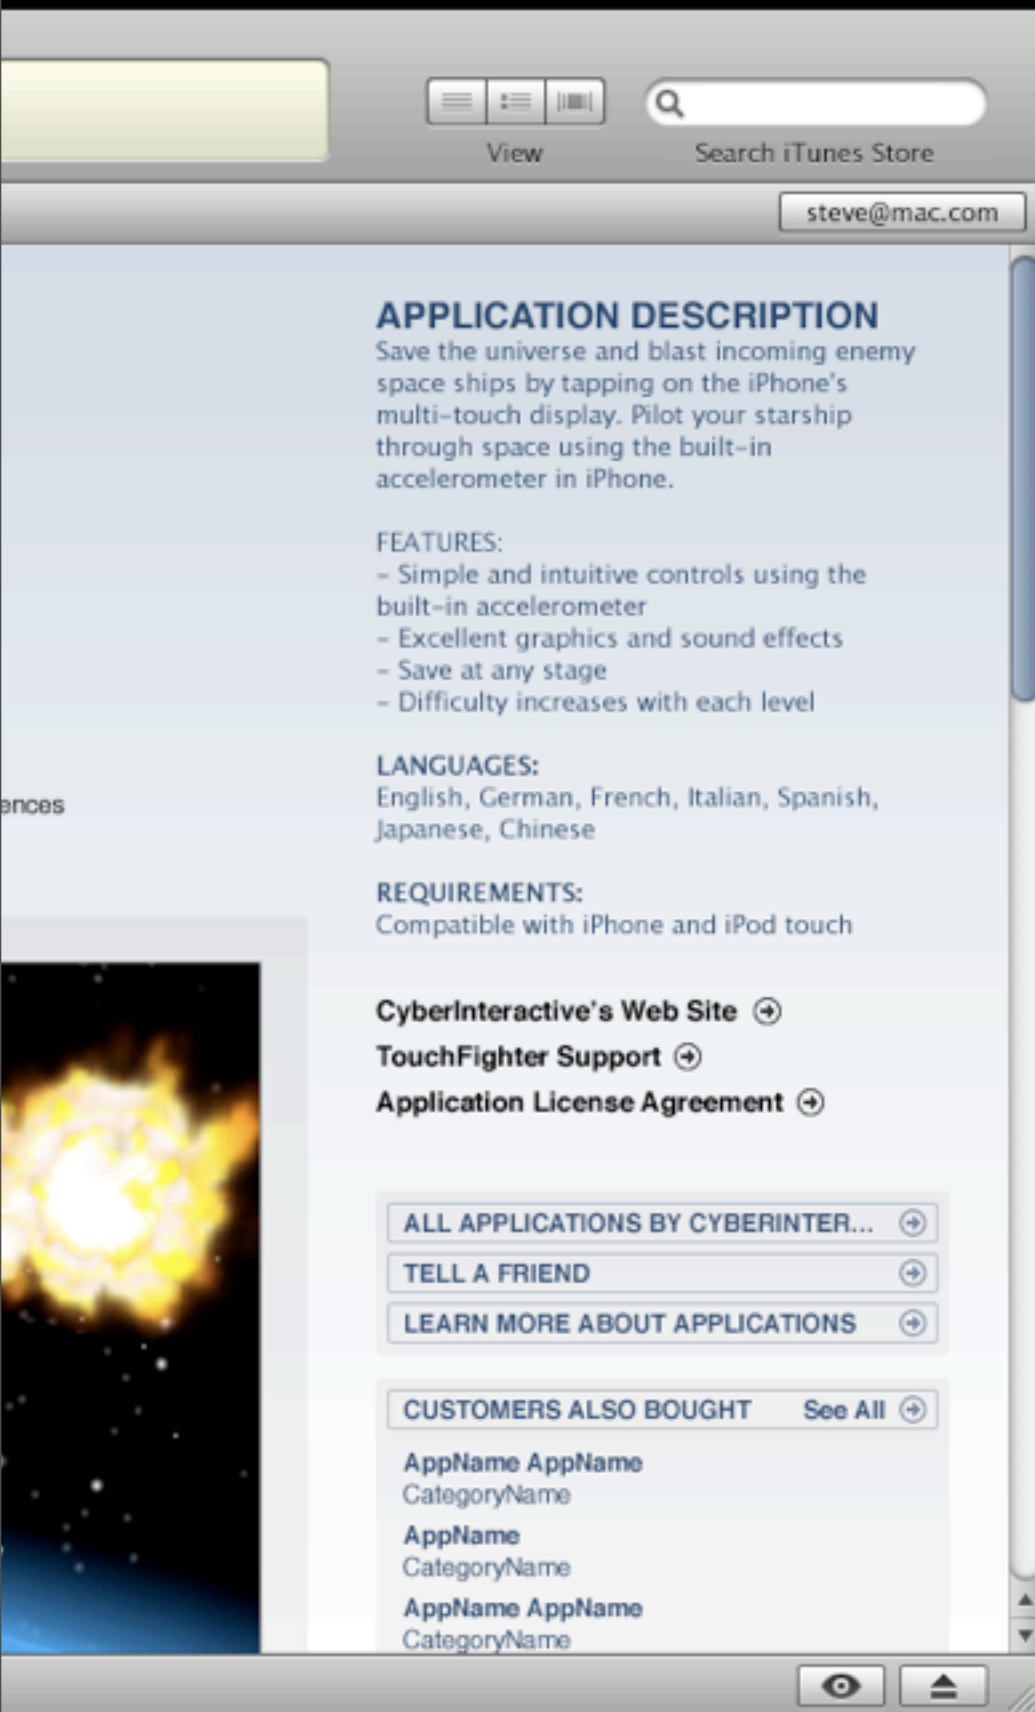 View
Search iTunes Store
steve@mac.com
APPLICATION DESCRIPTION
Save the universe and blast incoming enemy
space ships by tapping on the iPhone's
multi-touch display. Pilot your starship
through space using the built-in
accelerometer in iPhone.
FEATURES:
- Simple and intuitive controls using the
built-in accelerometer
- Excellent graphics and sound effects
- Save at any stage
- Difficulty increases with each level
LANGUAGES:
English, German, French, Italian, Spanish,
Japanese, Chinese
ences
REQUIREMENTS:
Compatible with iPhone and iPod touch
CyberInteractive's Web Site
TouchFighter Support
Application License Agreement
ALL APPLICATIONS BY CYBERINTER...
TELL A FRIEND
LEARN MORE ABOUT APPLICATIONS
CUSTOMERS ALSO BOUGHT See All
AppName AppName
CategoryName
AppName
CategoryName
AppName AppName
CategoryName